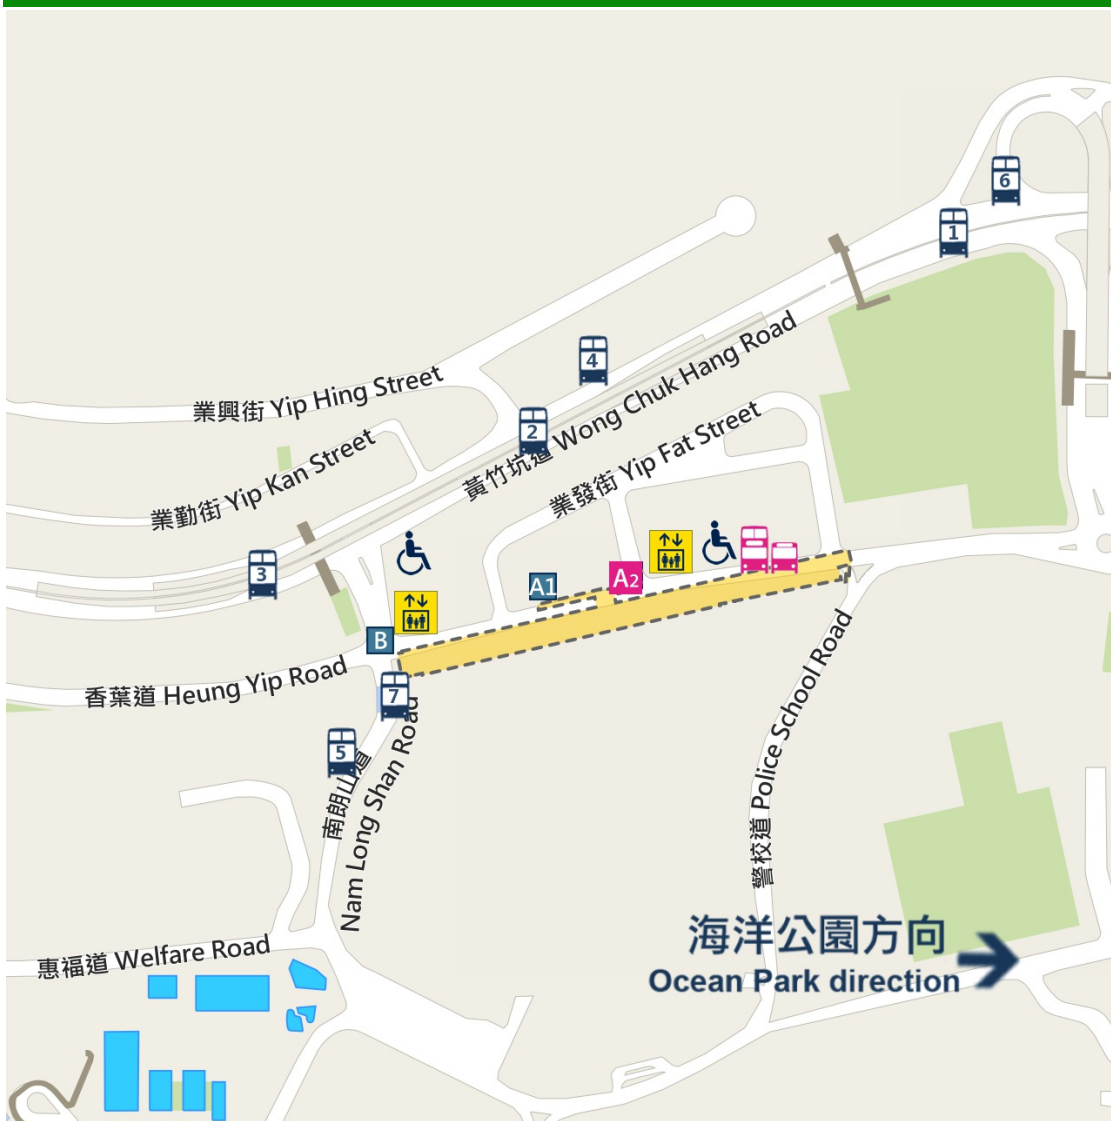 6
1
4
業興街 Yip Hing Street
2
黃竹坑道 Wong Chuk Hang Road
業勤街 Yip Kan Street
業發街 Yip Fat Street
3
A1
A2
B
香葉道 Heung Yip Road
7
5
南朗山道
Nam Long Shan Road
警校道 Police School Road
惠福道 Welfare Road
海洋公園方向
Ocean Park direction